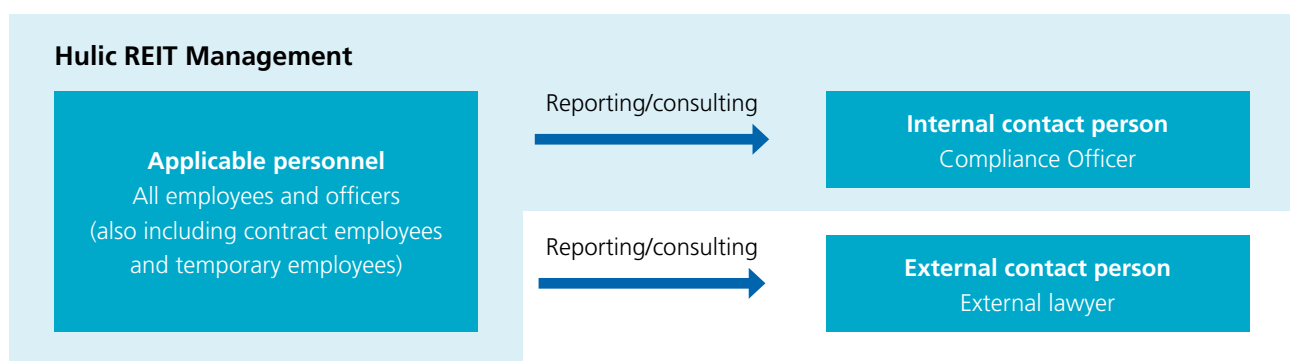 Hulic REIT Management
Applicable personnel
All employees and officers
(also including contract employees
and temporary employees)
Reporting/consulting
Internal contact person
Compliance Officer
Reporting/consulting
External contact person
External lawyer